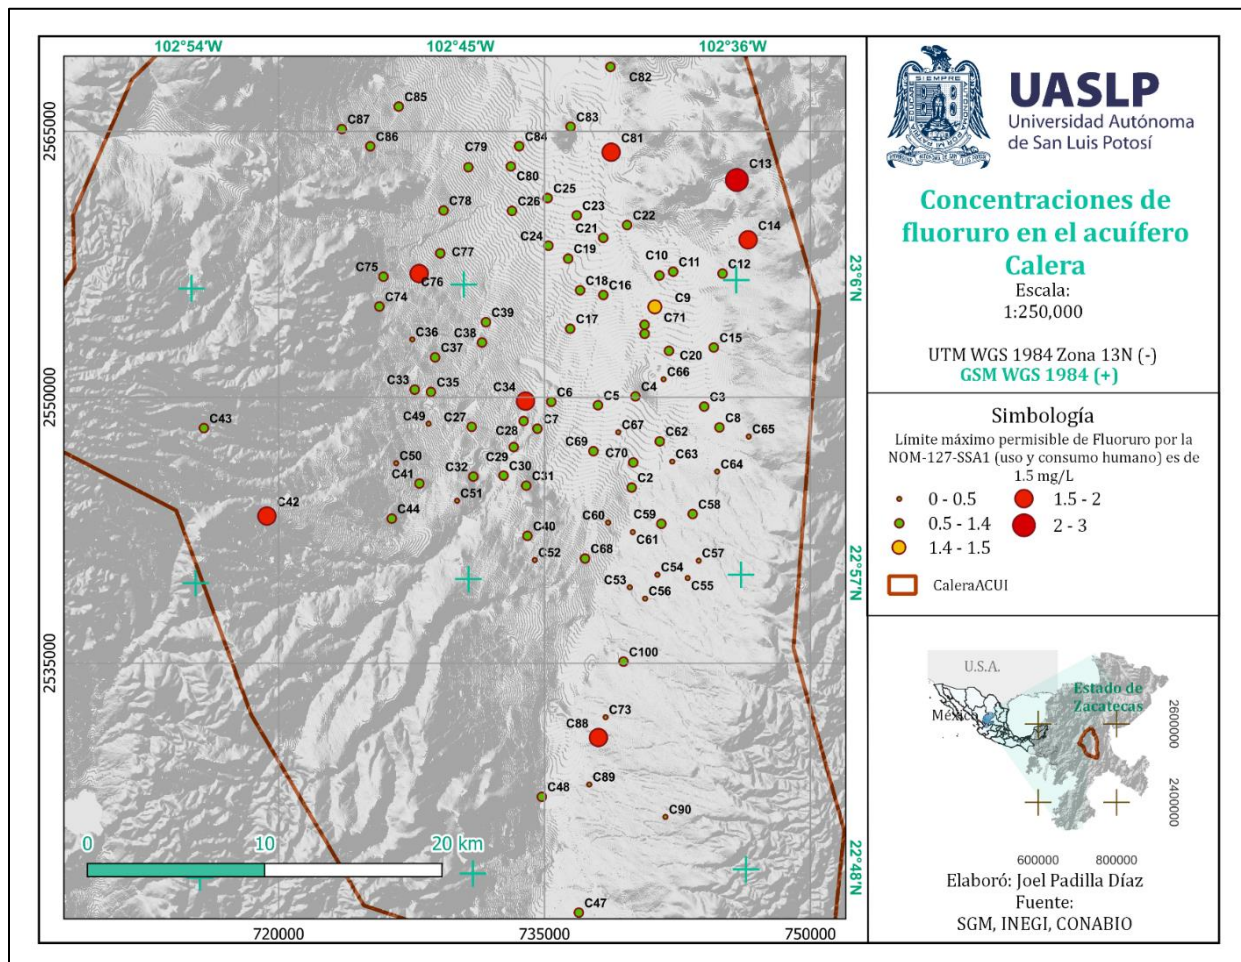 102°54'W
102°45'W
102°36'W
C82
C85
C87
C83
C86
C84
C81
C79
C80
C13
C25
C78
C26
C23
C22
C14
C21
C24
C77
C19
C75
C76
C10
C11
C12
C18
C16
C74
C9
C39
C17
C71
C36
C38
C37
C15
C20
C66
C33
C35
C34
C6
C5
C4
C3
C43
C49
C27
C7
C28
C67
C8
C65
C62
C69
C50
C29
C70
C63
C64
C41
C32
C30
C31
C2
C51
C42
C44
C58
C60
C59
C40
C61
C52
C68
C57
C54
C53
C55
C56
C100
C73
C88
C89
C48
C90
C47
2565000
2550000
2535000
23°6'N
22°57'N
22°48'N
0
10
20 km
720000
735000
750000
UASLP
Universidad Autónoma
de San Luis Potosí
Concentraciones de
fluoruro en el acuífero
Calera
Escala:
1:250,000
UTM WGS 1984 Zona 13N (-)
GSM WGS 1984 (+)
Simbología
Límite máximo permisible de Fluoruro por la
NOM-127-SSA1 (uso y consumo humano) es de
1.5 mg/L
0 - 0.5
1.5 - 2
0.5 - 1.4
2 - 3
1.4 - 1.5
CaleraACUI
U.S.A.
México
Estado de
Zacatecas
2600000
2400000
600000
800000
Elaboró: Joel Padilla Díaz
Fuente:
SGM, INEGI, CONABIO